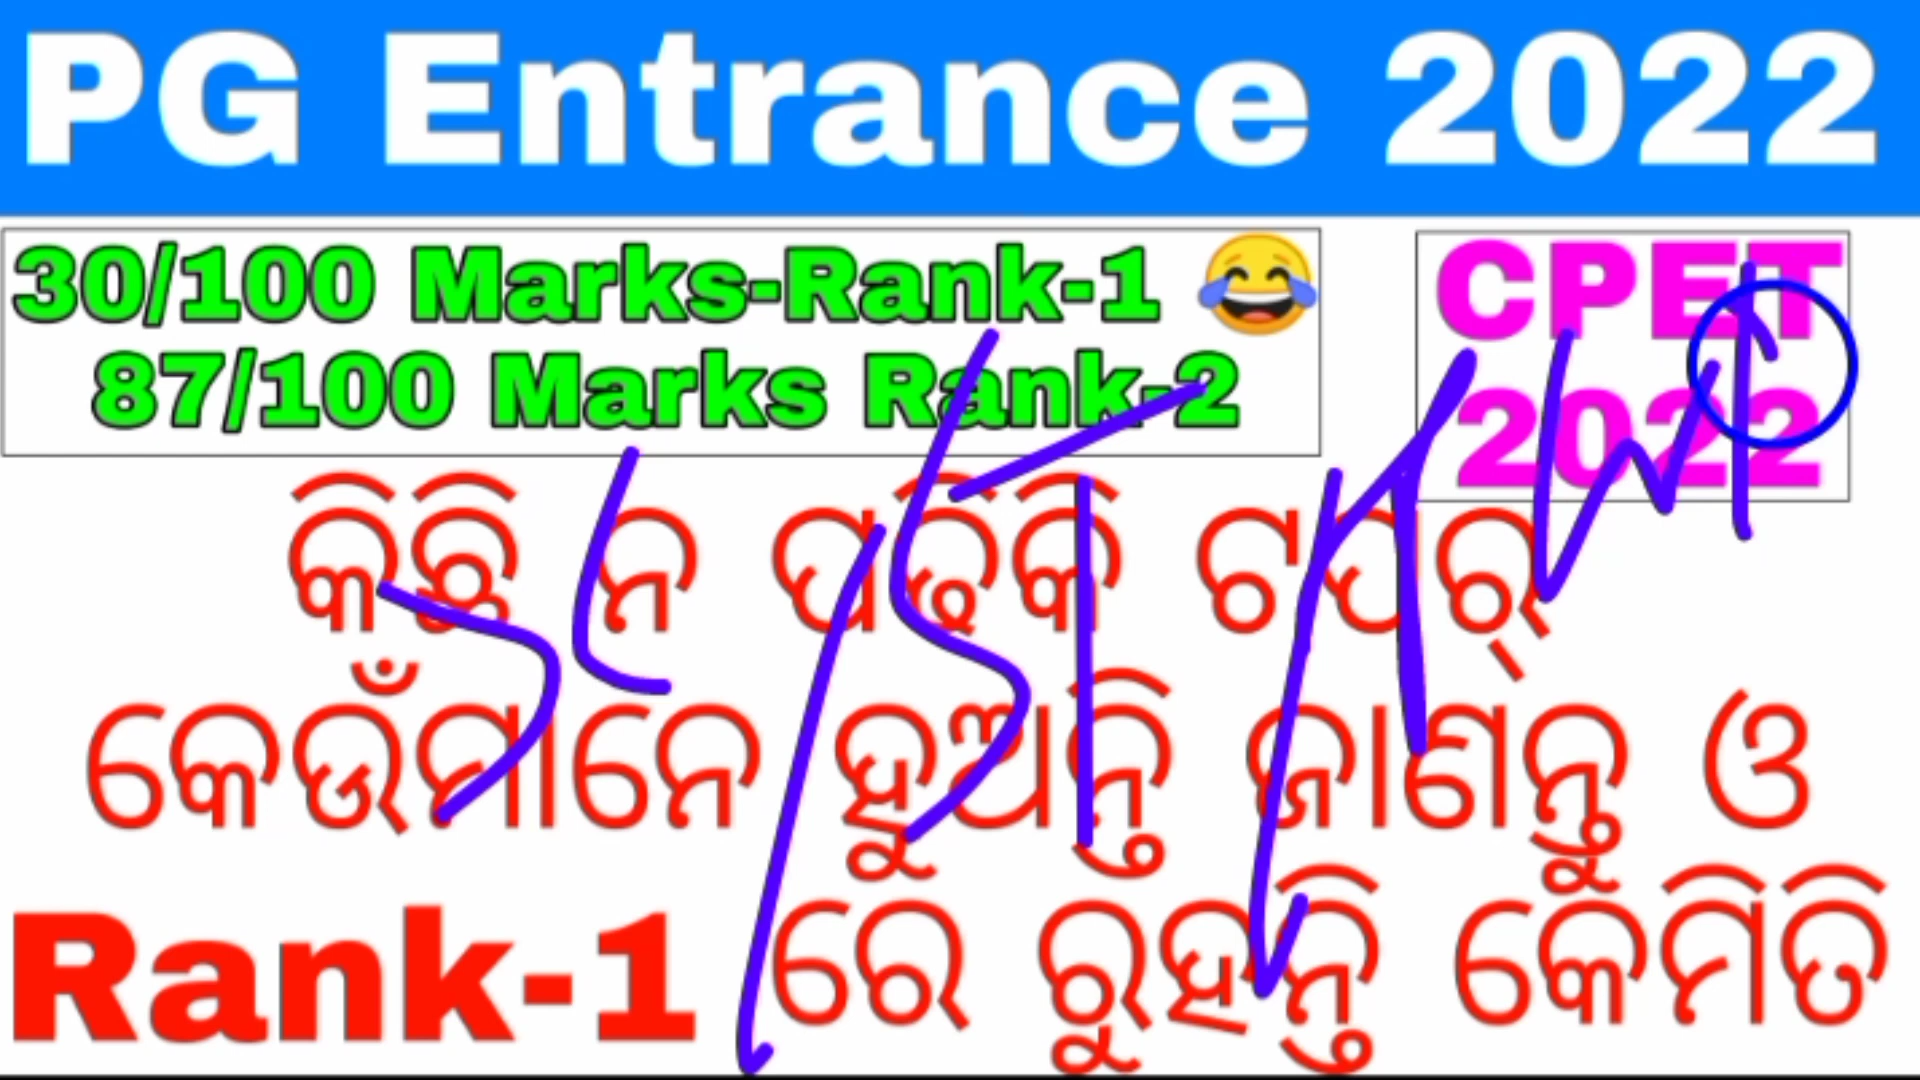 PG Entrance 2022
30/100 Marks-Rank-1 😂
87/100 Marks Rank-2
CPET
2022
କିଛି ନ ପଢିକି ଟପର୍
କେଉଁମାନେ ହୁଅନ୍ତି ଜାଣନ୍ତୁ ଓ
Rank-1 ରେ ରୁହନ୍ତି କେମିତି